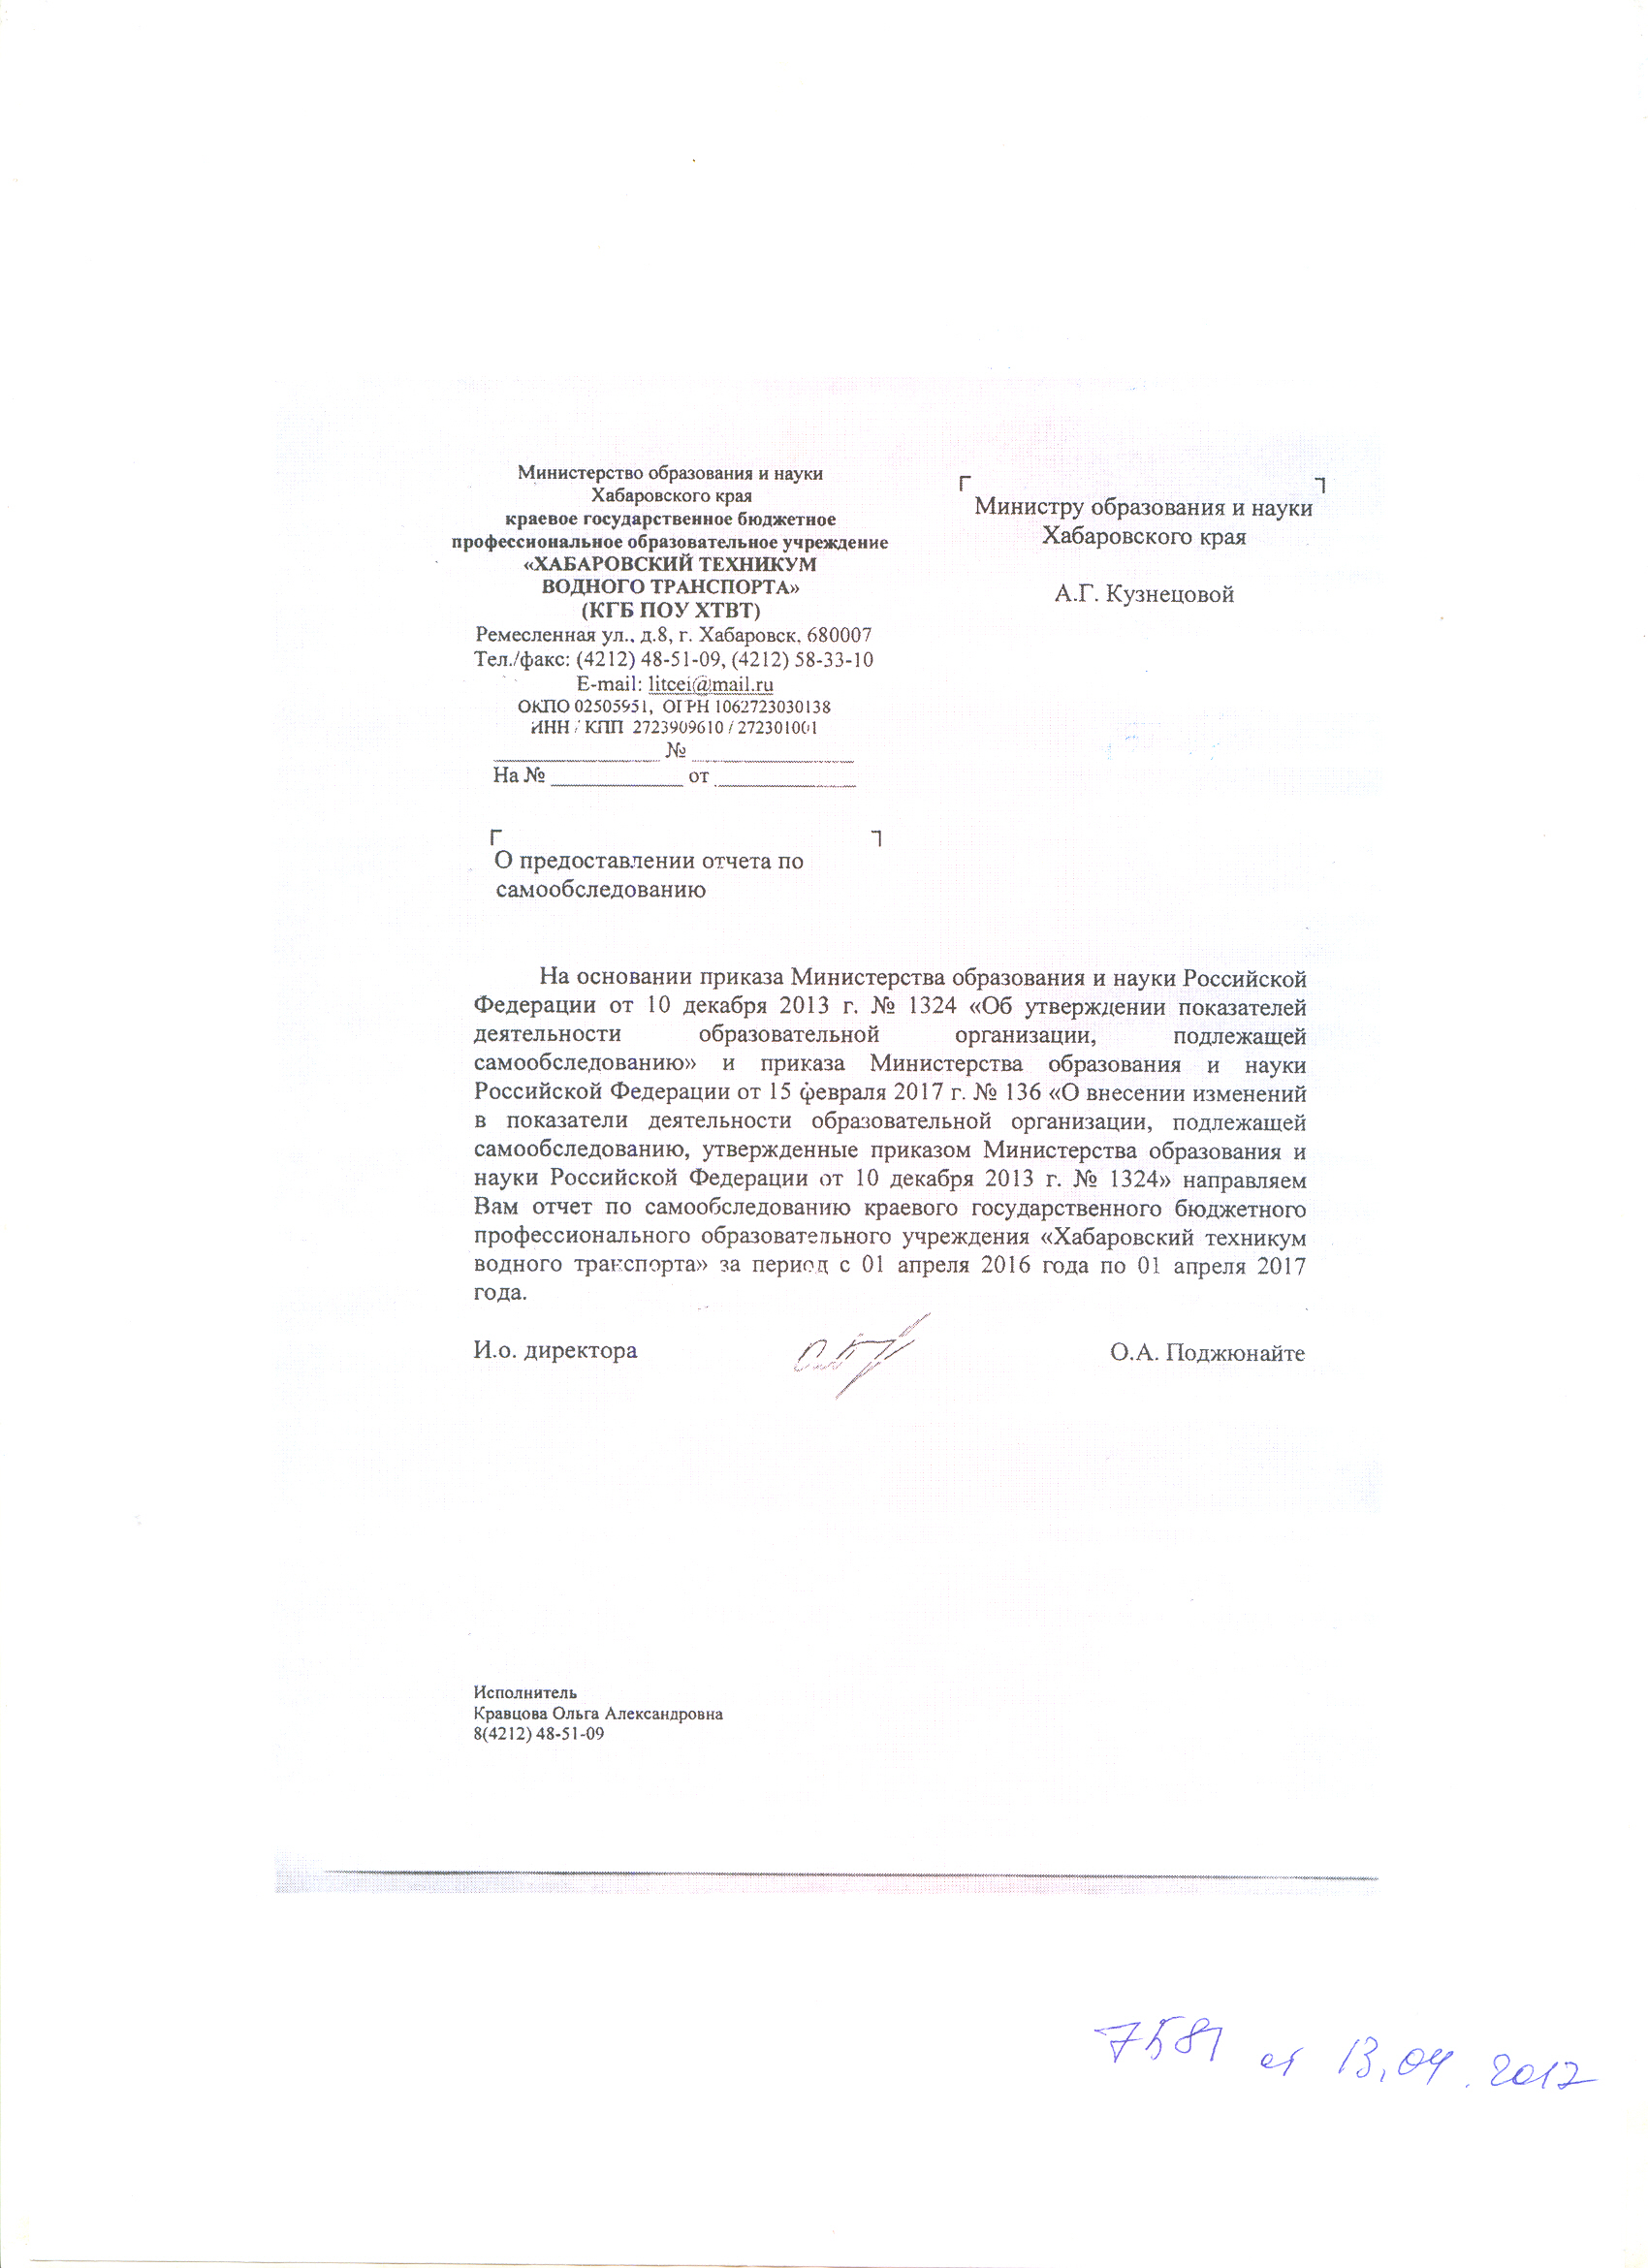 Министерство образования и науки
Хабаровского края
краевое государственное бюджетное
профессиональное образовательное учреждение
«ХАБАРОВСКИЙ ТЕХНИКУМ
ВОДНОГО ТРАНСПОРТА»
(КГБ ПОУ ХТВТ)
Ремесленная ул., д.8, г. Хабаровск, 680007
Тел./факс: (4212) 48-51-09, (4212) 58-33-10
E-mail: litcei@mail.ru
ОКПО 02505951, ОГРН 1062723030138
ИНН / КПП 2723909610 / 272301001
_______________ № _______________
На № ____________ от _____________
Министру образования и науки
Хабаровского края
А.Г. Кузнецовой
О предоставлении отчета по
самообследованию
На основании приказа Министерства образования и науки Российской
Федерации от 10 декабря 2013 г. № 1324 «Об утверждении показателей
деятельности образовательной организации, подлежащей
самообследованию» и приказа Министерства образования и науки
Российской Федерации от 15 февраля 2017 г. № 136 «О внесении изменений
в показатели деятельности образовательной организации, подлежащей
самообследованию, утвержденные приказом Министерства образования и
науки Российской Федерации от 10 декабря 2013 г. № 1324» направляем
Вам отчет по самообследованию краевого государственного бюджетного
профессионального образовательного учреждения «Хабаровский техникум
водного транспорта» за период с 01 апреля 2016 года по 01 апреля 2017
года.
И.о. директора О.А. Поджюнайте
Исполнитель
Кравцова Ольга Александровна
8(4212) 48-51-09
7581 от 13.04.2017